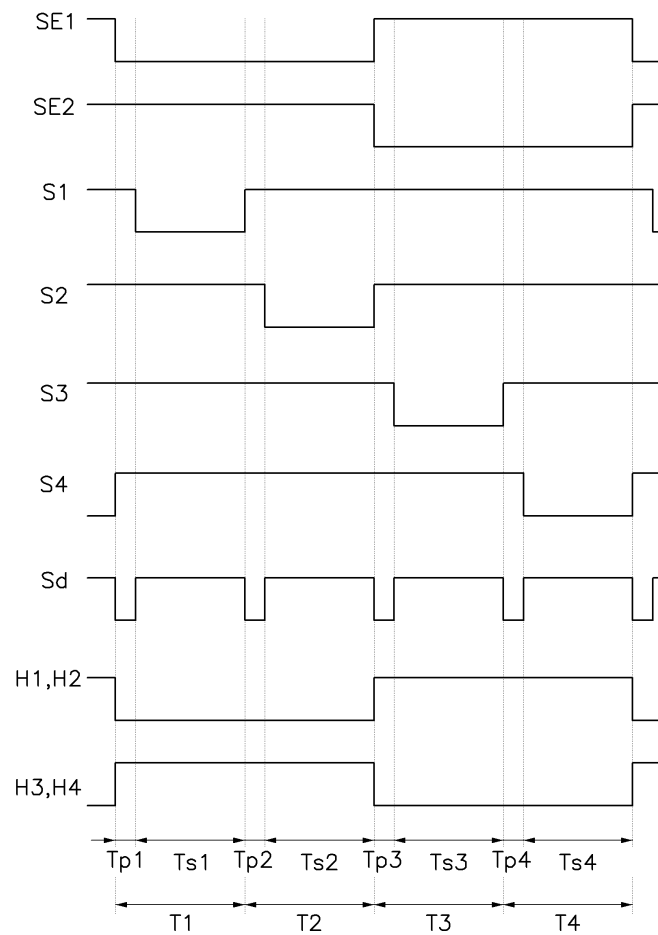 SE1
SE2
S1
S2
S3
S4
Sd
H1,H2
H3,H4
Tp1 Ts1 Tp2 Ts2 Tp3 Ts3 Tp4 Ts4
T1 T2 T3 T4